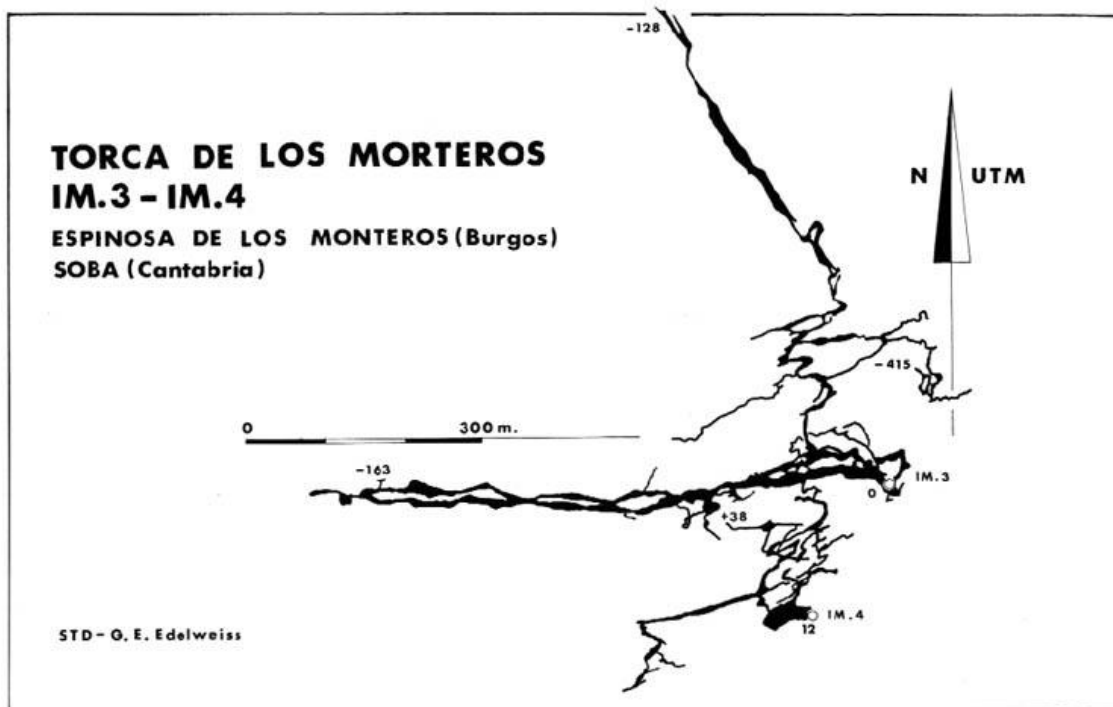 -128
TORCA DE LOS MORTEROS
IM.3 - IM.4
ESPINOSA DE LOS MONTEROS (Burgos)
SOBA (Cantabria)
N UTM
-415
0 300 m.
-163
IM.3
0
+38
IM.4
12
STD- G. E. Edelweiss